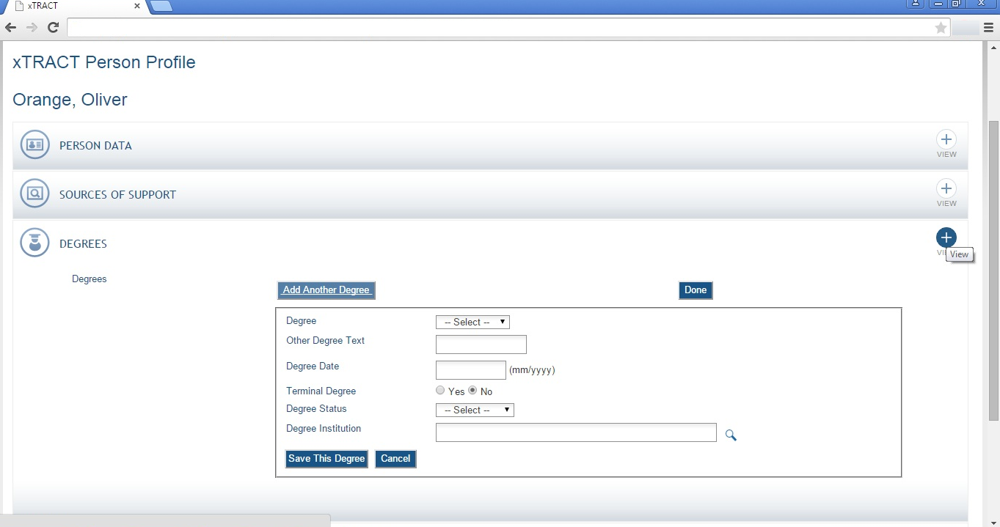 xTRACT
xTRACT Person Profile
Orange, Oliver
PERSON DATA
VIEW
SOURCES OF SUPPORT
VIEW
DEGREES
View
Degrees
Add Another Degree
Done
Degree
-- Select --
Other Degree Text
Degree Date
(mm/yyyy)
Terminal Degree
Yes No
Degree Status
-- Select --
Degree Institution
Save This Degree Cancel